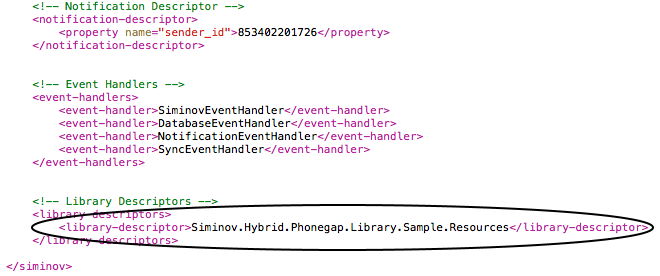 <!-- Notification Descriptor -->
<notification-descriptor>
<property name="sender_id">853402201726</property>
</notification-descriptor>
<!-- Event Handlers -->
<event-handlers>
<event-handler>SiminovEventHandler</event-handler>
<event-handler>DatabaseEventHandler</event-handler>
<event-handler>NotificationEventHandler</event-handler>
<event-handler>SyncEventHandler</event-handler>
</event-handlers>
<!-- Library Descriptors -->
<library-descriptors>
<library-descriptor>Siminov.Hybrid.Phonegap.Library.Sample.Resources</library-descriptor>
</library-descriptors>
</siminov>